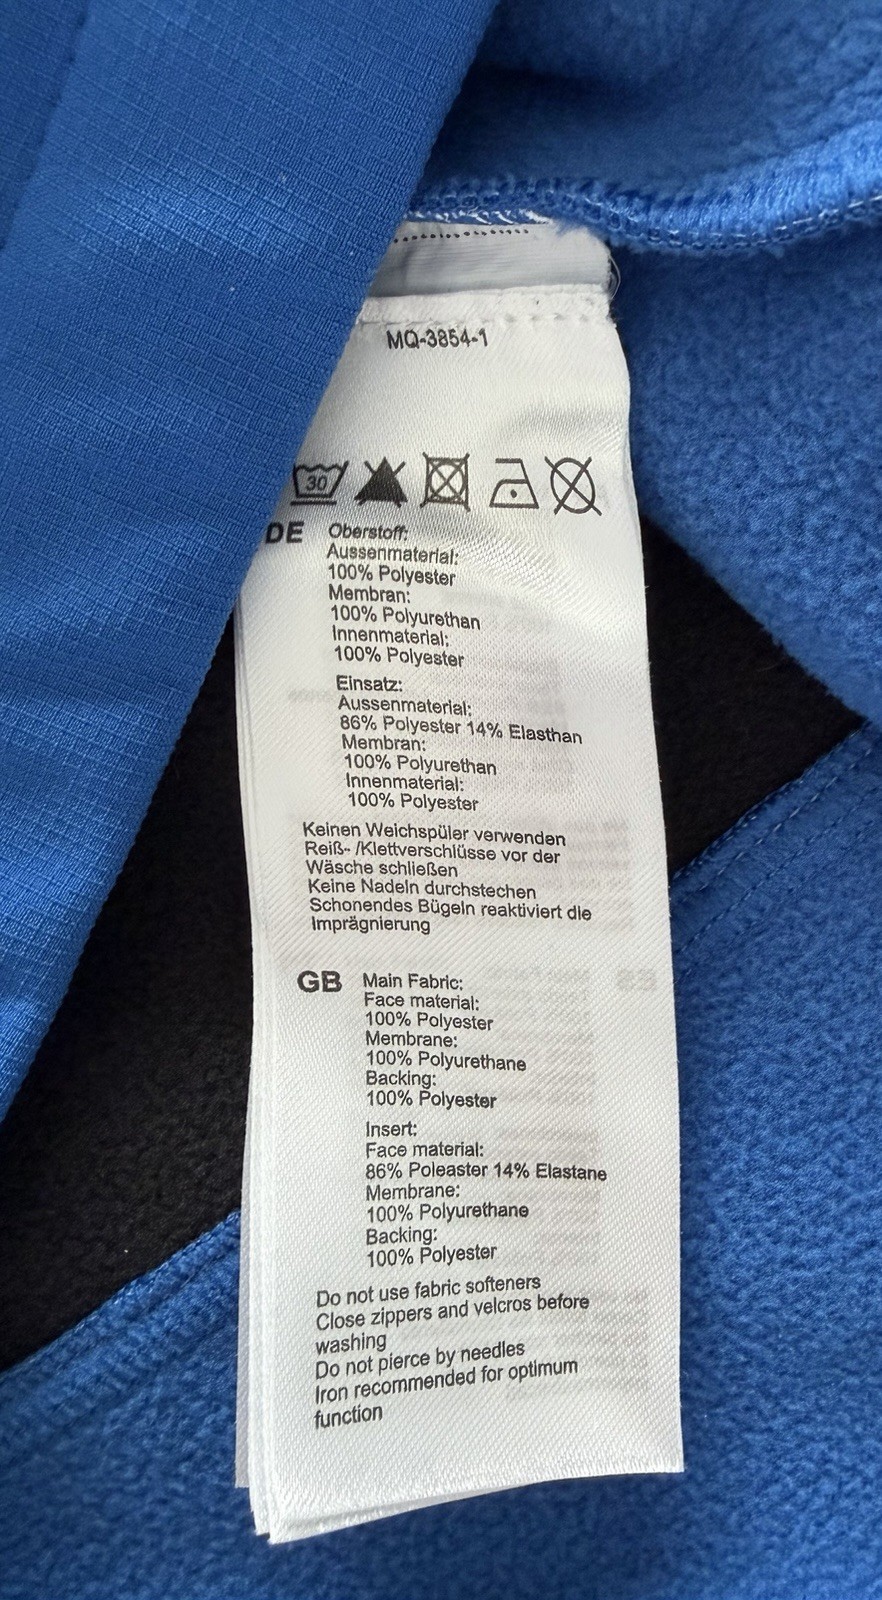 MQ-3854-1
30
DE Oberstoff:
Aussenmaterial:
100% Polyester
Membran:
100% Polyurethan
Innenmaterial:
100% Polyester
Einsatz:
Aussenmaterial:
86% Polyester 14% Elasthan
Membran:
100% Polyurethan
Innenmaterial:
100% Polyester
Keinen Weichspüler verwenden
Reiß- /Klettverschlüsse vor der
Wäsche schließen
Keine Nadeln durchstechen
Schonendes Bügeln reaktiviert die
Imprägnierung
GB Main Fabric:
Face material:
100% Polyester
Membrane:
100% Polyurethane
Backing:
100% Polyester
Insert:
Face material:
86% Poleaster 14% Elastane
Membrane:
100% Polyurethane
Backing:
100% Polyester
Do not use fabric softeners
Close zippers and velcros before
washing
Do not pierce by needles
Iron recommended for optimum
function